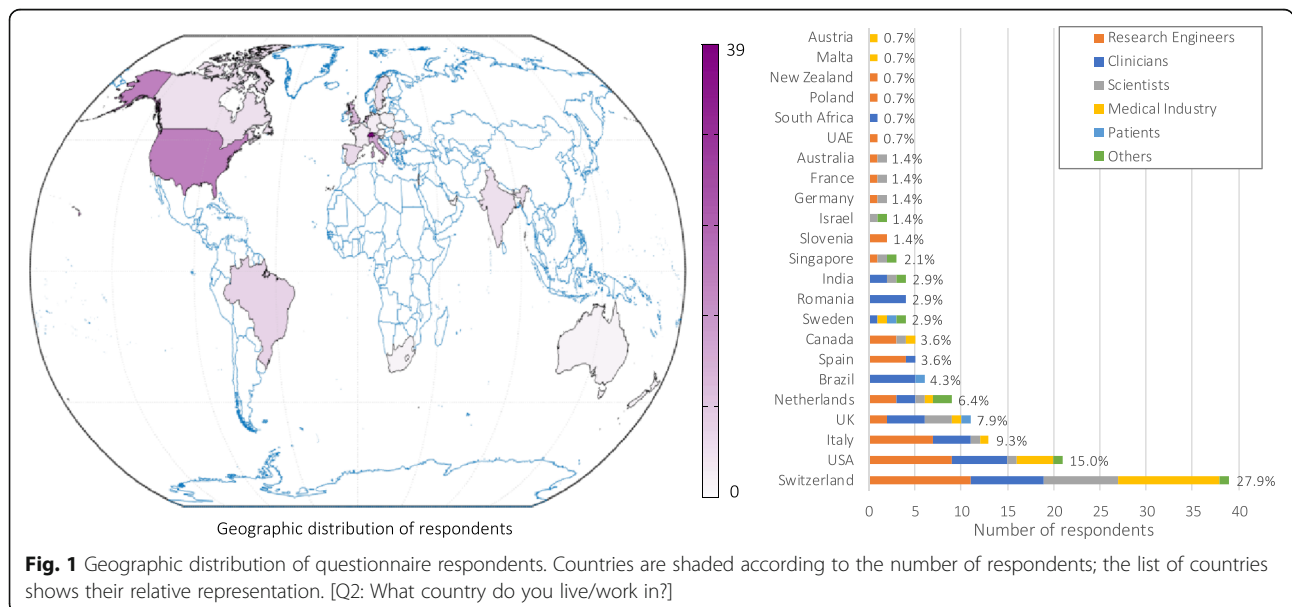 39
0
Geographic distribution of respondents
Austria 0.7%
Malta 0.7%
New Zealand 0.7%
Poland 0.7%
South Africa 0.7%
UAE 0.7%
Australia 1.4%
France 1.4%
Germany 1.4%
Israel 1.4%
Slovenia 1.4%
Singapore 2.1%
India 2.9%
Romania 2.9%
Sweden 2.9%
Canada 3.6%
Spain 3.6%
Brazil 4.3%
Netherlands 6.4%
UK 7.9%
Italy 9.3%
USA 15.0%
Switzerland 27.9%
0 5 10 15 20 25 30 35 40
Number of respondents
Research Engineers
Clinicians
Scientists
Medical Industry
Patients
Others
Fig. 1 Geographic distribution of questionnaire respondents. Countries are shaded according to the number of respondents; the list of countries
shows their relative representation. [Q2: What country do you live/work in?]